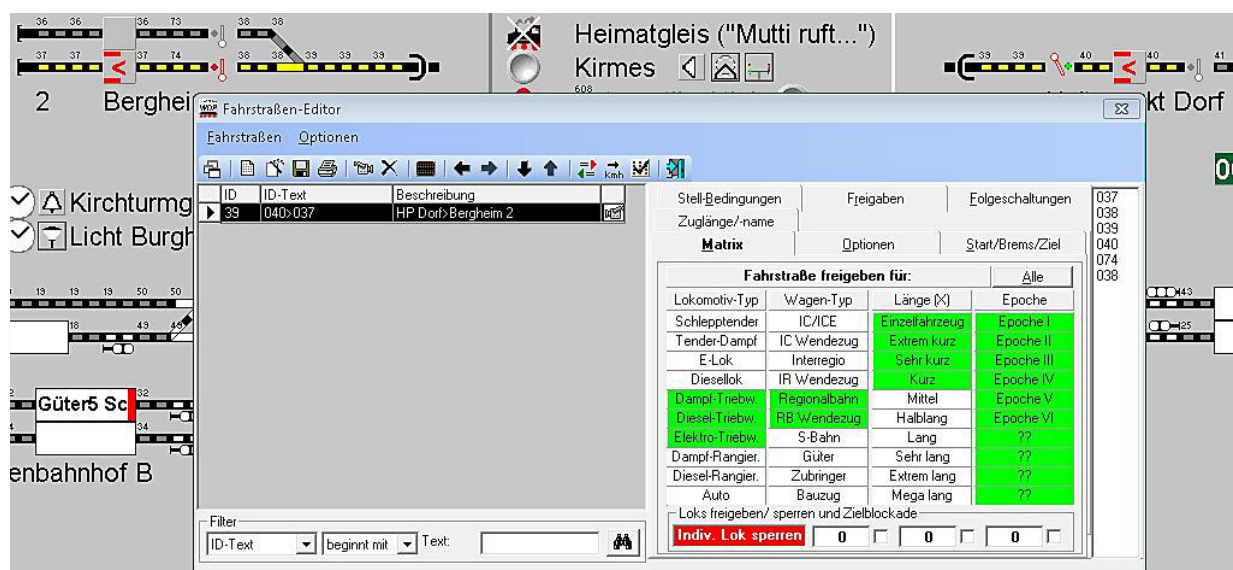 36 36 36 73 38 38
Heimatgleis ("Mutti ruft...")
37 37 37 74 38 38 39 39 39
Kirmes
39 39 40 40 41
608
2 Berghei
kt Dorf
WDP Fahrstraßen-Editor
Fahrstraßen Optionen
Kmh
ID ID-Text Beschreibung
39 040>037 HP Dorf>Bergheim 2
Stell-Bedingungen Freigaben Folgeschaltungen
Zuglänge/-name
Matrix Optionen Start/Brems/Ziel
037
038
039
040
074
038
Kirchturmg
Licht Burgh
Fahrstraße freigeben für: Alle
Lokomotiv-Typ Wagen-Typ Länge (X) Epoche
Schlepptender IC/ICE Einzelfahrzeug Epoche I
Tender-Dampf IC Wendezug Extrem kurz Epoche II
E-Lok Interregio Sehr kurz Epoche III
Diesellok IR Wendezug Kurz Epoche IV
Dampf-Triebw. Regionalbahn Mittel Epoche V
Diesel-Triebw. RB Wendezug Halblang Epoche VI
Elektro-Triebw. S-Bahn Lang ??
Dampf-Rangier. Güter Sehr lang ??
Diesel-Rangier. Zubringer Extrem lang ??
Auto Bauzug Mega lang ??
19 19 19 50 50
43
18 49 49
25
Güter5 Sc 32
34
enbahnhof B
Loks freigeben/ sperren und Zielblockade
Indiv. Lok sperren 0 0 0
Filter
ID-Text beginnt mit Text: